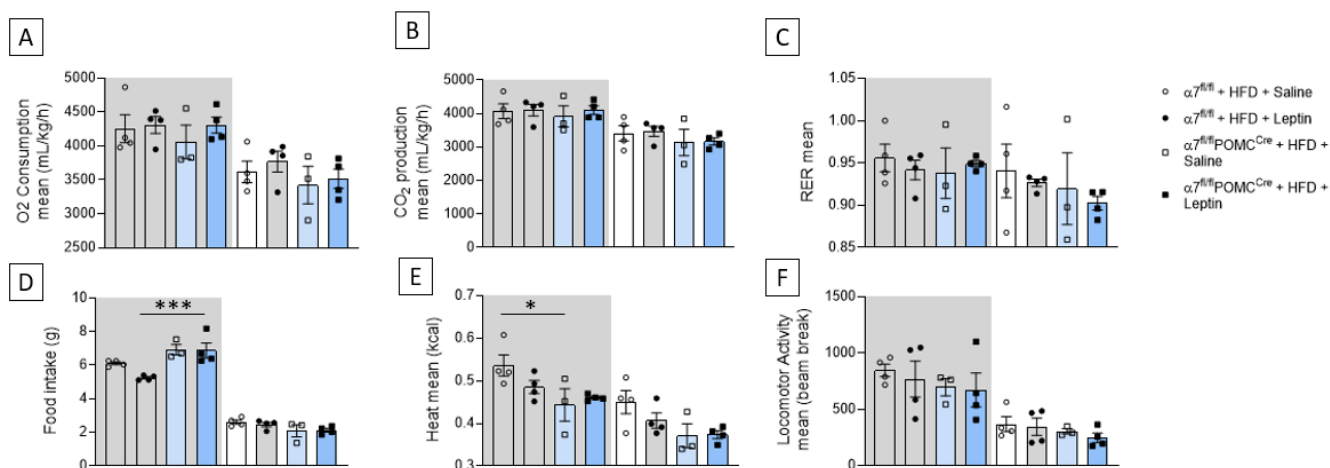 A
O2 Consumption
mean (mL/kg/h)
5000
4500
4000
3500
3000
2500
B
CO2 production
mean (mL/kg/h)
5000
4000
3000
2000
1000
0
C
RER mean
1.05
1.00
0.95
0.90
0.85
α7fl/fl + HFD + Saline
α7fl/fl + HFD + Leptin
α7fl/flPOMCCre + HFD +
Saline
α7fl/flPOMCCre + HFD +
Leptin
D
Food intake (g)
10
8
6
4
2
0
***
E
Heat mean (kcal)
0.7
0.6
0.5
0.4
0.3
*
F
Locomotor Activity
mean (beam break)
1500
1000
500
0